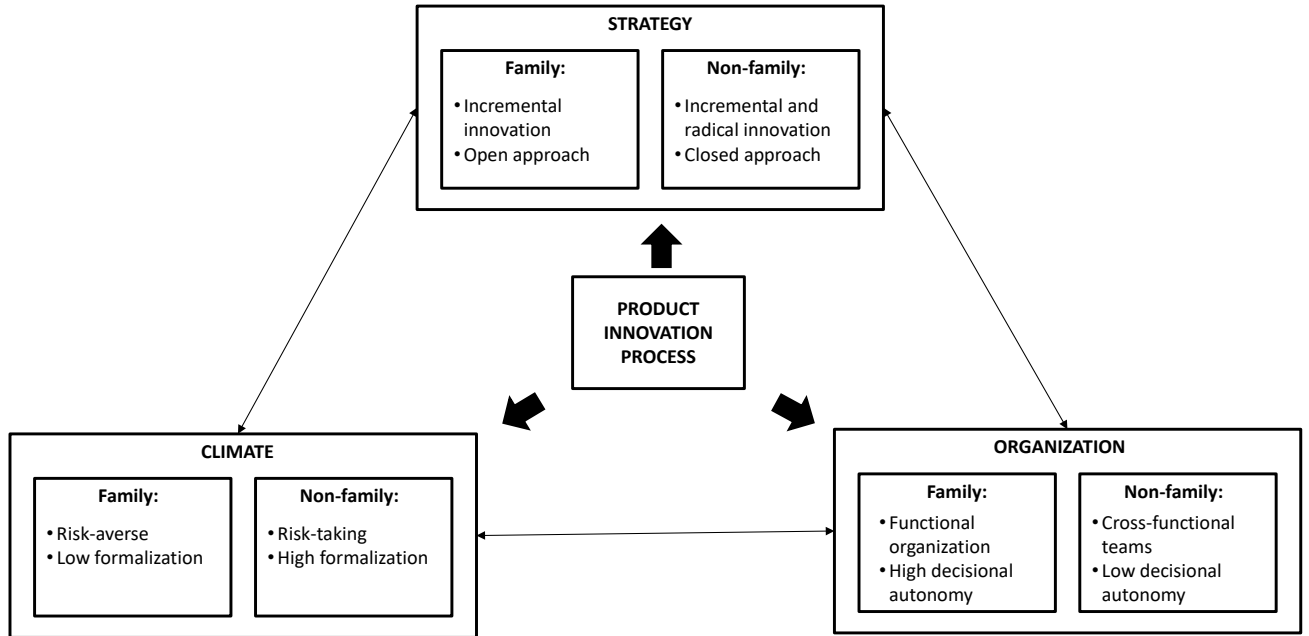 STRATEGY
Family:
• Incremental
innovation
• Open approach
Non-family:
• Incremental and
radical innovation
• Closed approach
PRODUCT
INNOVATION
PROCESS
CLIMATE
Family:
• Risk-averse
• Low formalization
Non-family:
• Risk-taking
• High formalization
ORGANIZATION
Family:
• Functional
organization
• High decisional
autonomy
Non-family:
• Cross-functional
teams
• Low decisional
autonomy